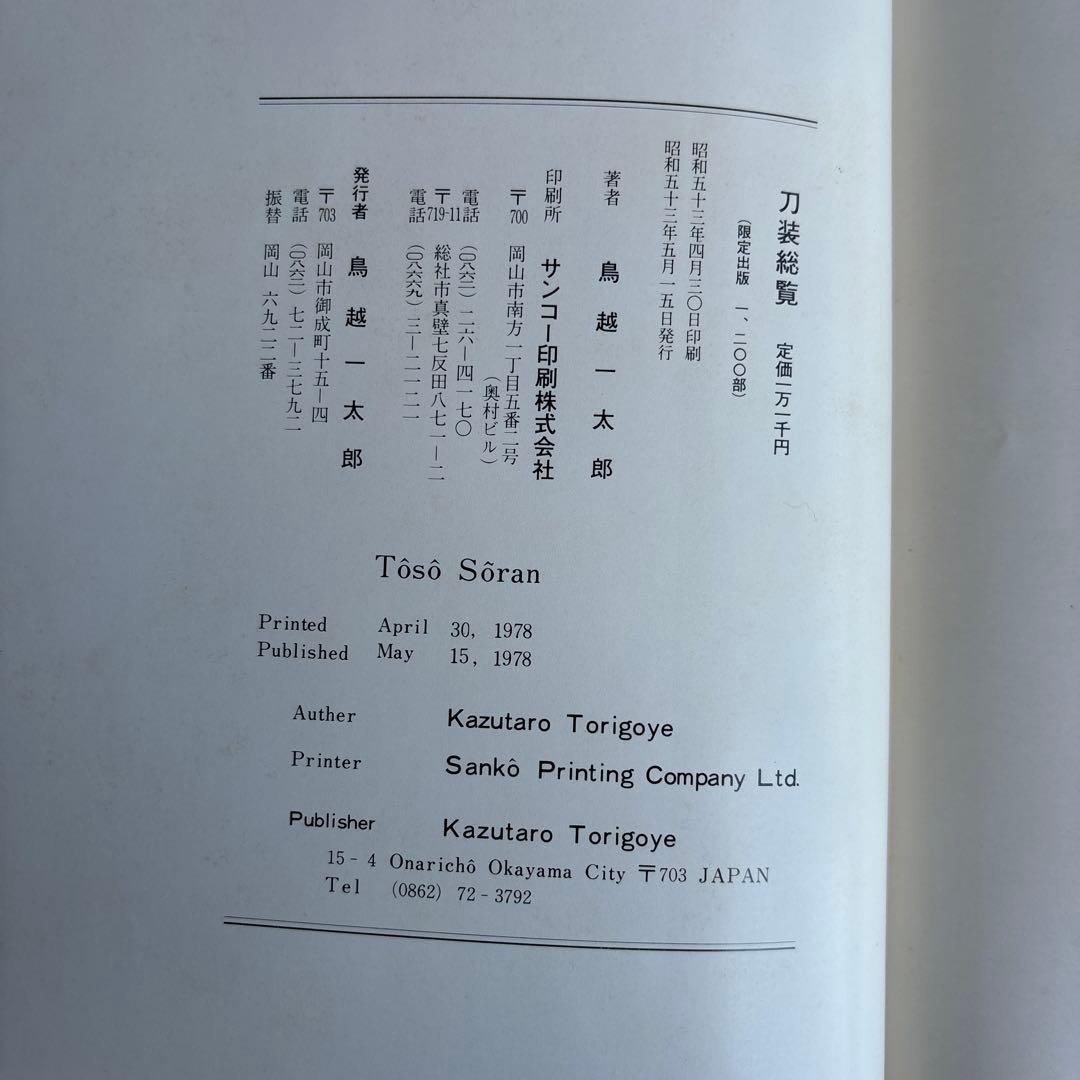 刀装総覧 定価一万一千円
(限定出版 一、二〇〇部)
昭和五十三年四月三〇日印刷
昭和五十三年五月一五日発行
著者 鳥越一太郎
印刷所 サンコー印刷株式会社
〒700 岡山市南方一丁目五番二号
(奥村ビル)
電話 (〇八六二)二六―四一七〇
〒719-11 総社市真壁七反田八七一―二
電話 (〇八六六九)三―二一二一
発行者 鳥越一太郎
〒703 岡山市御成町十五―四
電話 (〇八六二)七二―三七九二
振替 岡山 六九二二番
Tôsô Sõran
Printed April 30, 1978
Published May 15, 1978
Auther Kazutaro Torigoye
Printer Sankô Printing Company Ltd.
Publisher Kazutaro Torigoye
15-4 Onarichô Okayama City 〒703 JAPAN
Tel (0862) 72-3792